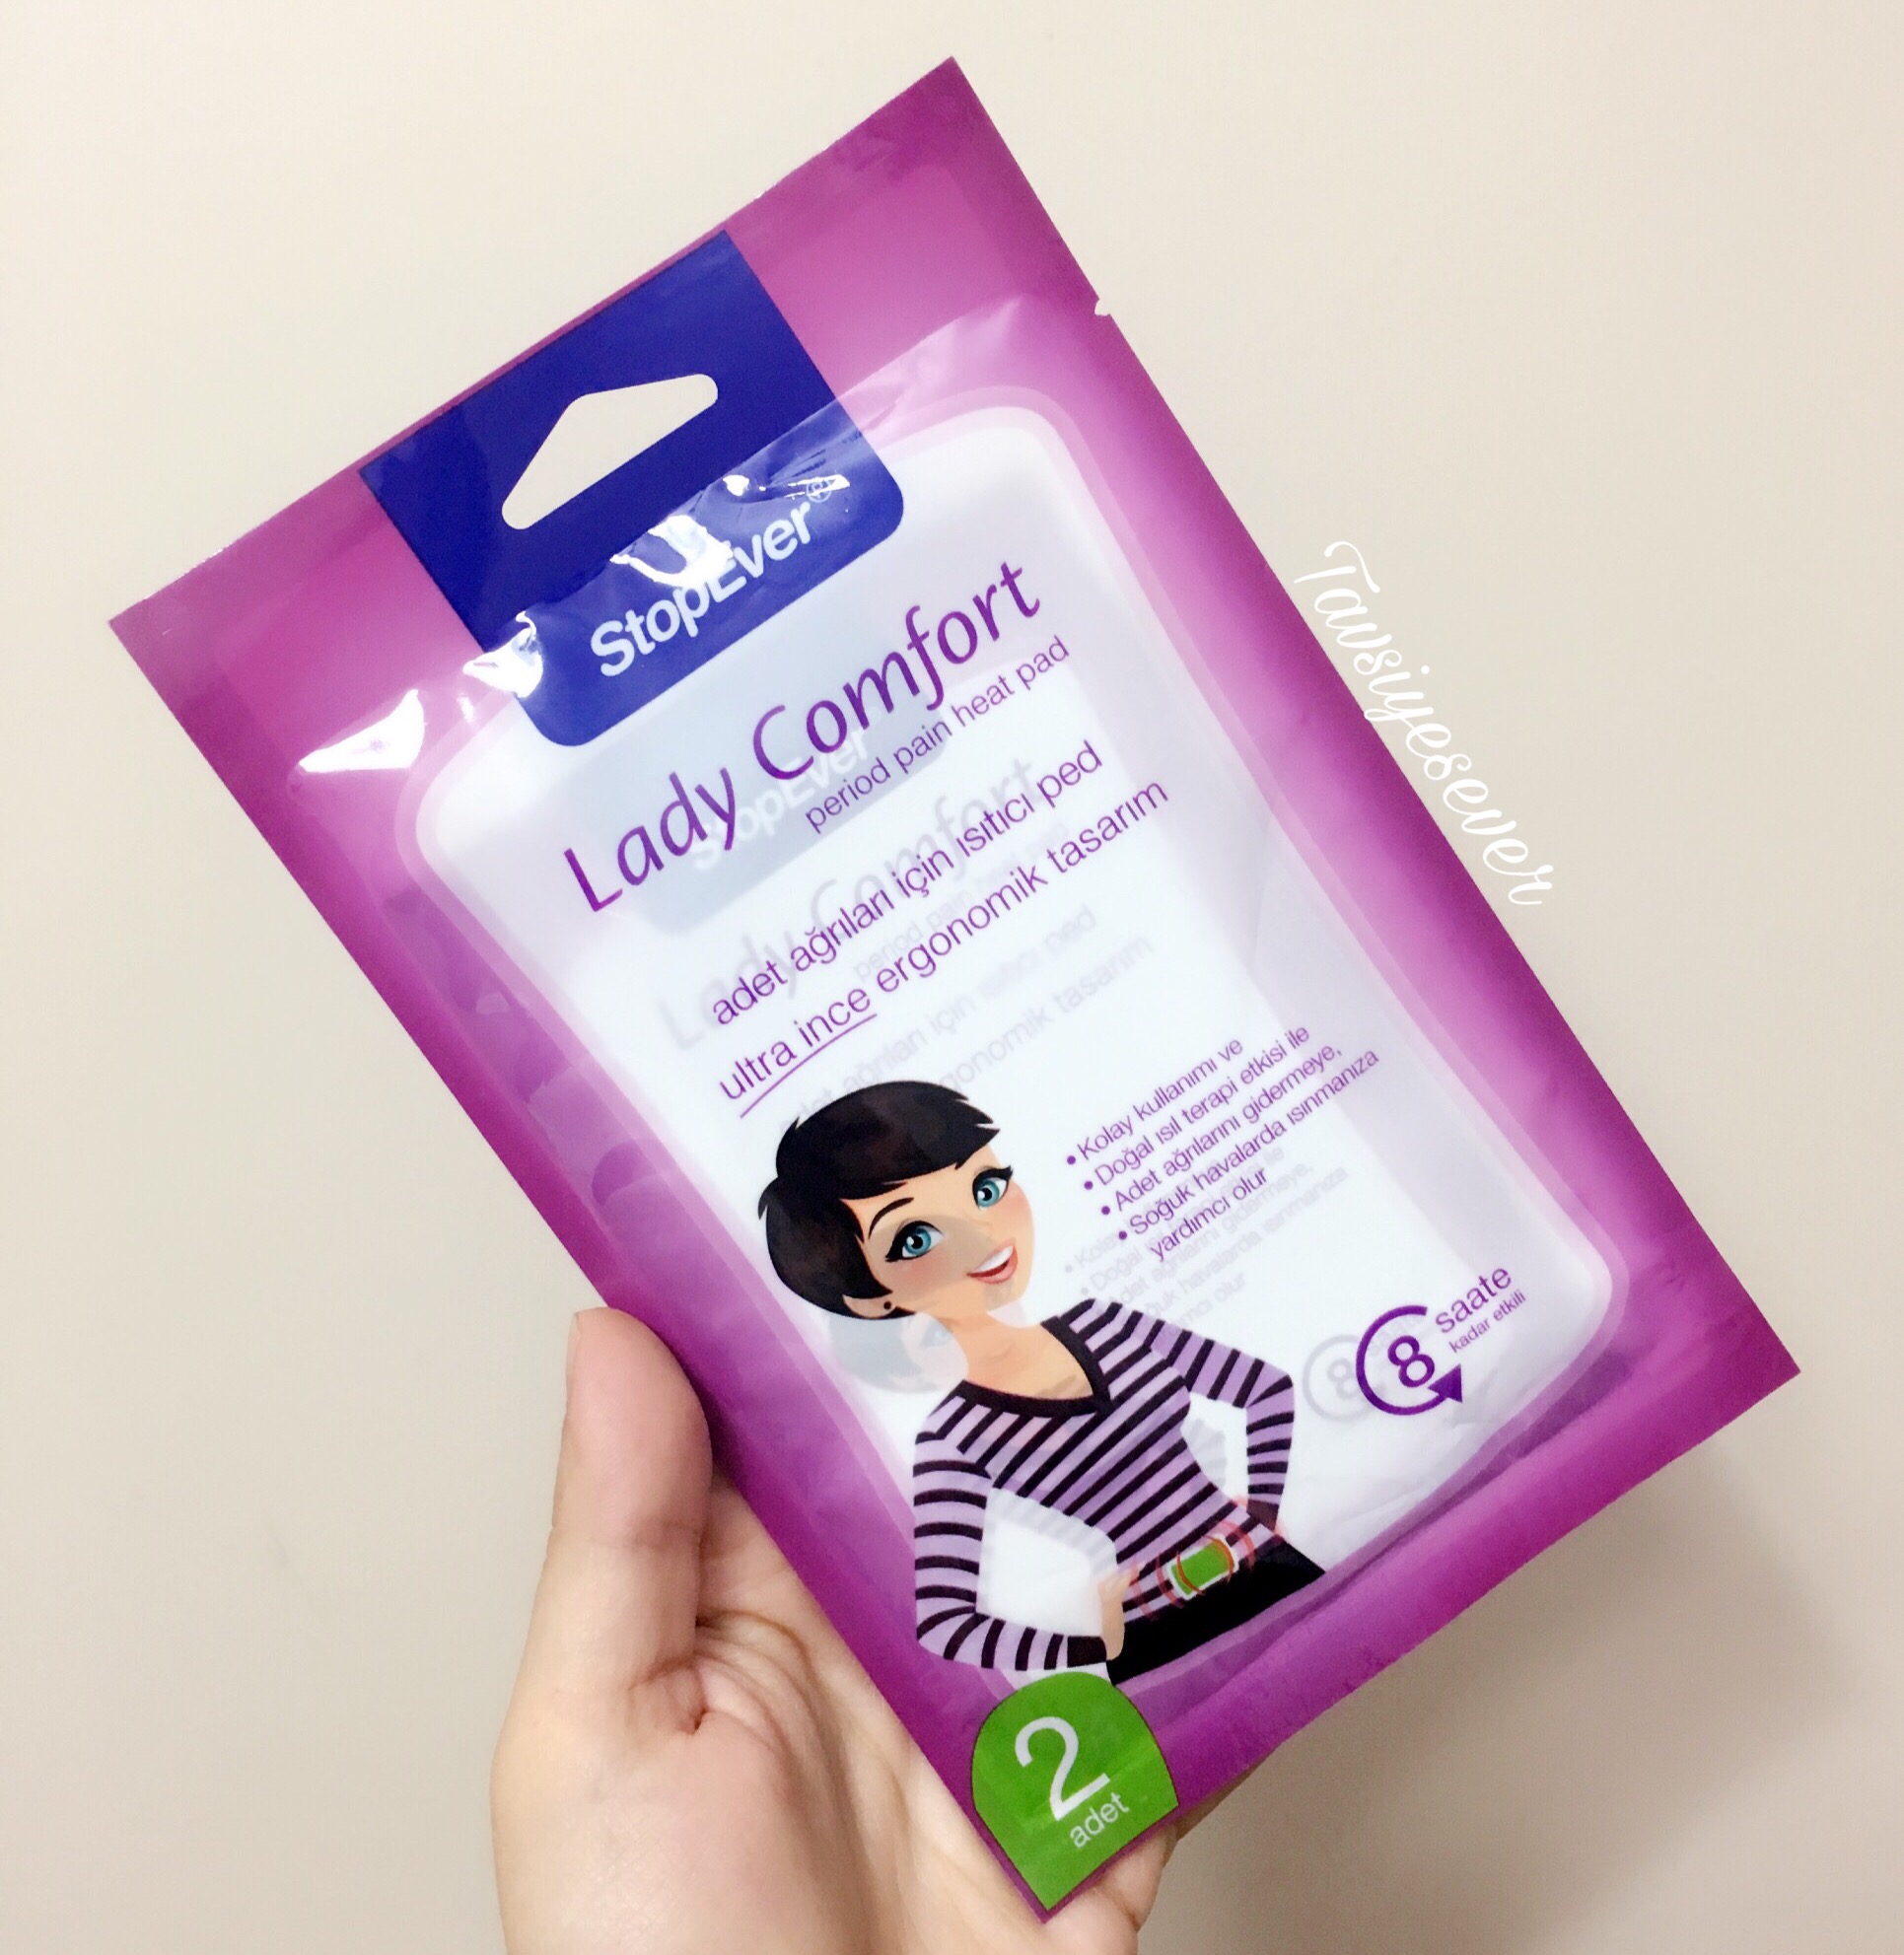 StopEver®
Lady Comfort
period pain heat pad
adet ağrıları için ısıtıcı ped
ultra ince ergonomik tasarım
• Kolay kullanımı ve
• Doğal ısıl terapi etkisi ile
• Adet ağrılarını gidermeye,
• Soğuk havalarda ısınmanıza
yardımcı olur
8 saate
kadar etkili
2
adet
Tavsiyesever